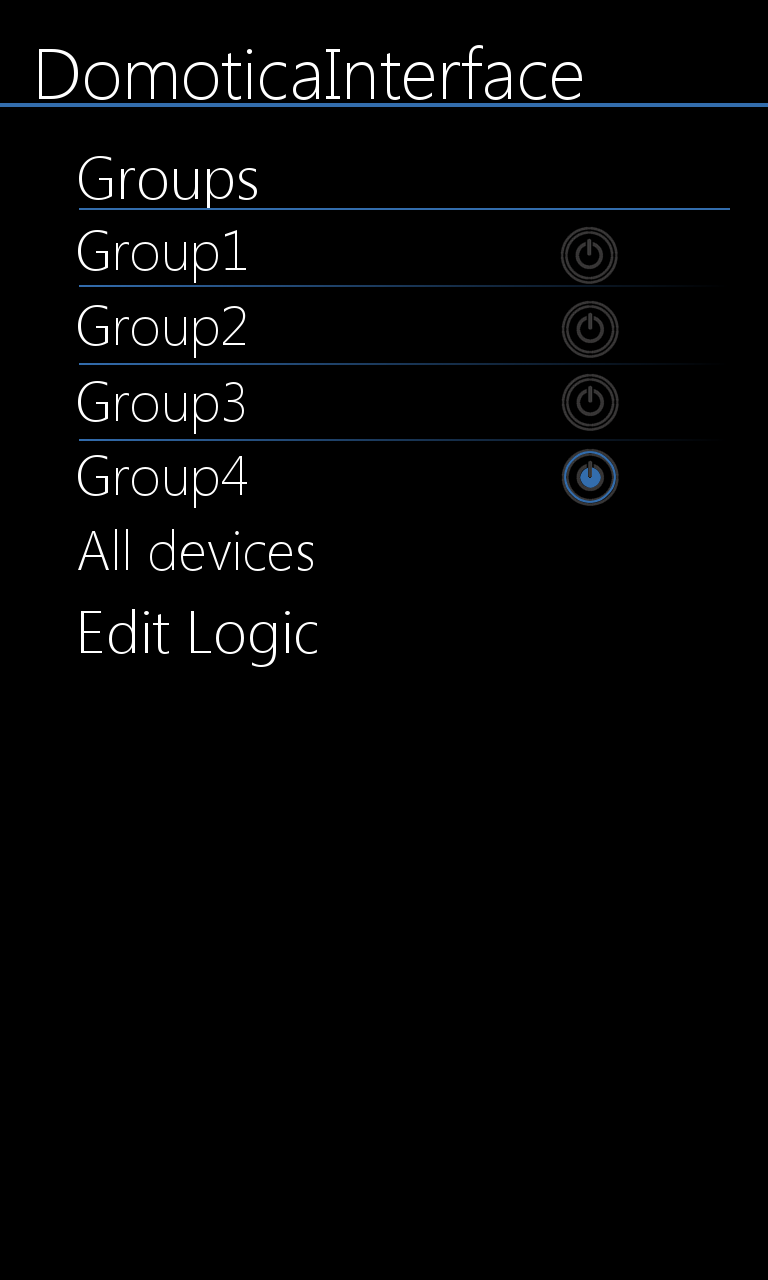 DomoticaInterface
Groups
Group1
Group2
Group3
Group4
All devices
Edit Logic